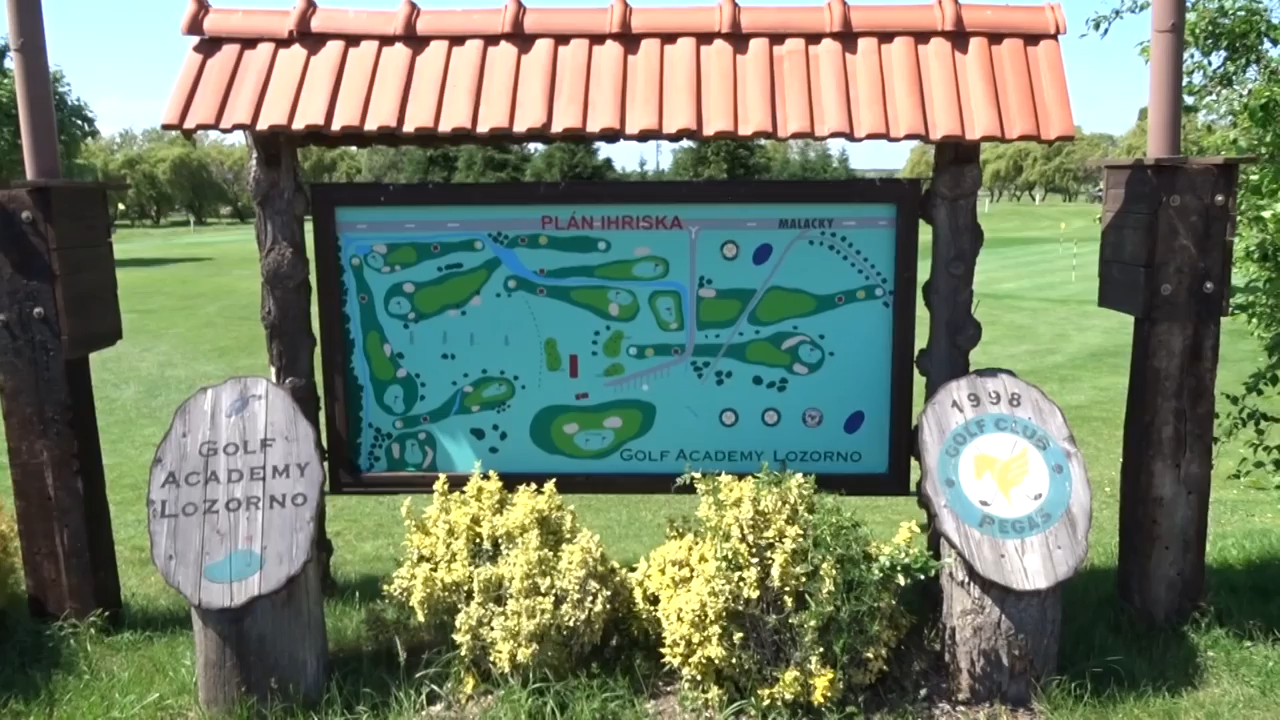 PLÁN IHRISKA
MALACKY
GOLF ACADEMY LOZORNO
GOLF
ACADEMY
LOZORNO
1998
GOLF CLUB
PEGAS